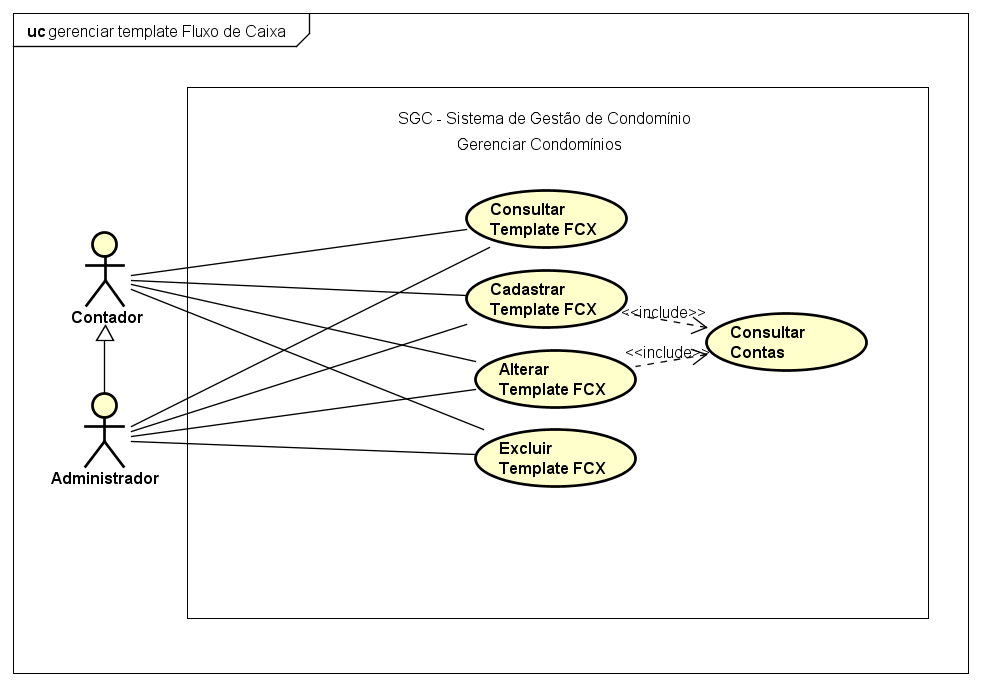 uc gerenciar template Fluxo de Caixa
SGC - Sistema de Gestão de Condomínio
Gerenciar Condomínios
Consultar
Template FCX
Cadastrar
Template FCX
<<include>>
Contador
Consultar
Contas
<<include>>
Alterar
Template FCX
Excluir
Template FCX
Administrador